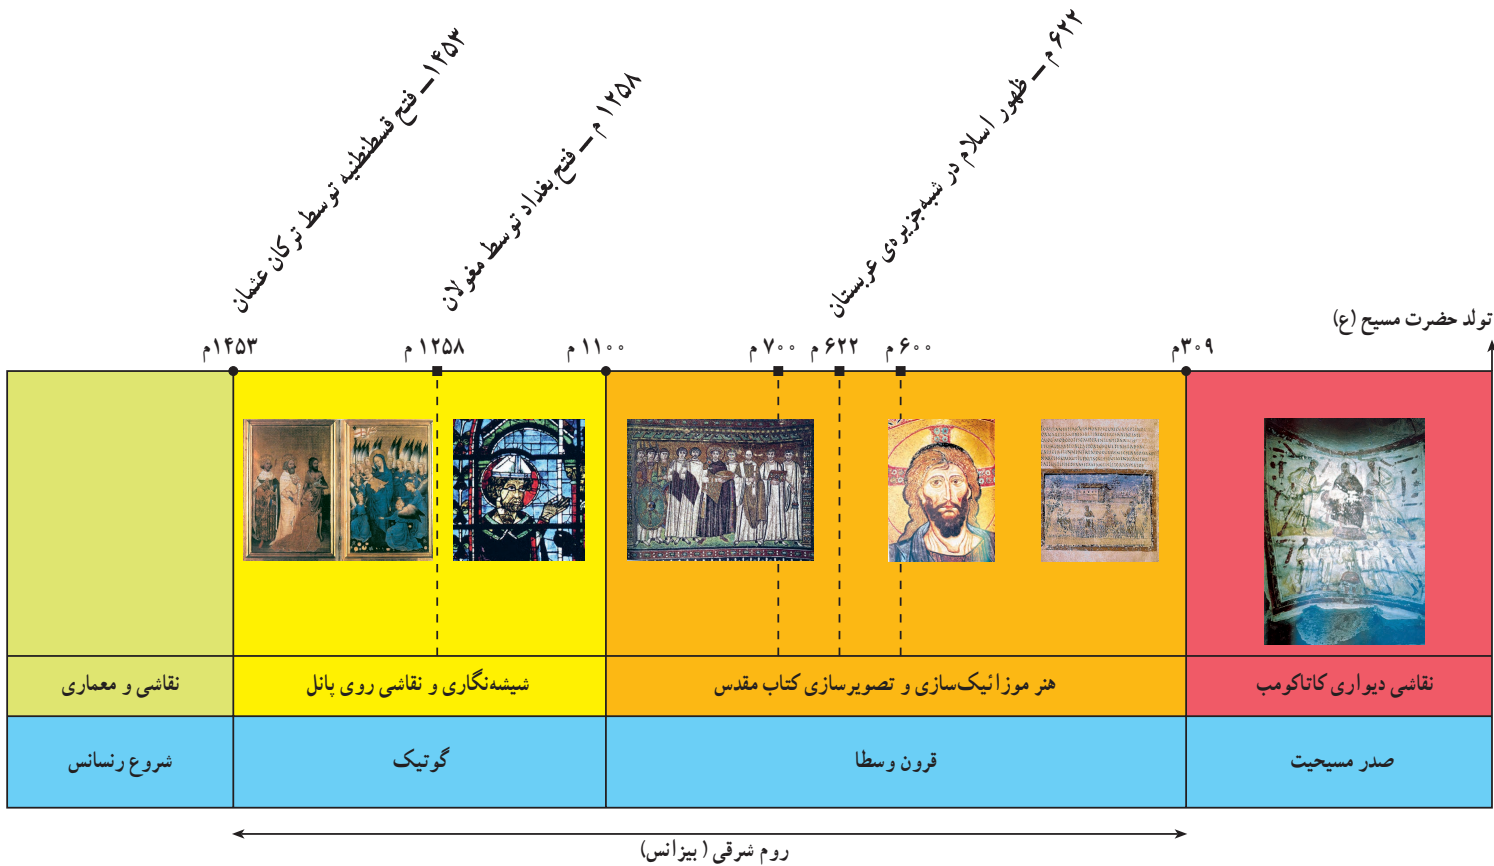 ۱۴۵۳ــ فتح قسطنطنیه توسط ترکان عثمان
۱۲۵۸ م ــ فتح بغداد توسط مغولان
۶۲۲ م ــ ظهور اسلام در شبه‌جزیره‌ی عربستان
تولد حضرت مسیح (ع)
۳۰۹م
۶۰۰ م
۶۲۲ م
۷۰۰ م
۱۱۰۰ م
۱۲۵۸ م
۱۴۵۳م
نقاشی دیواری کاتاکومب
هنر موزائیک‌سازی و تصویرسازی کتاب مقدس
شیشه‌نگاری و نقاشی روی پانل
نقاشی و معماری
صدر مسیحیت
قرون وسطا
گوتیک
شروع رنسانس
روم شرقی ( بیزانس)